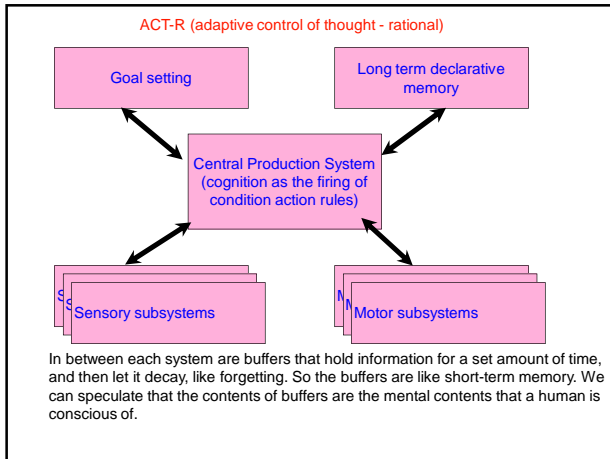 ACT-R (adaptive control of thought - rational)
Goal setting
Long term declarative
memory
Central Production System
(cognition as the firing of
condition action rules)
S
S
Sensory subsystems
M
M
Motor subsystems
In between each system are buffers that hold information for a set amount of time,
and then let it decay, like forgetting. So the buffers are like short-term memory. We
can speculate that the contents of buffers are the mental contents that a human is
conscious of.